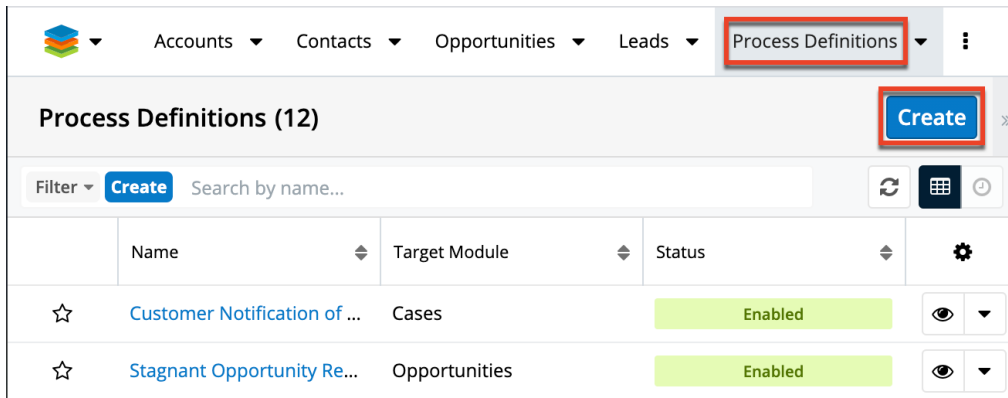 Accounts Contacts Opportunities Leads Process Definitions
Process Definitions (12) Create
Filter Create Search by name...
Name Target Module Status
Customer Notification of ... Cases Enabled
Stagnant Opportunity Re... Opportunities Enabled